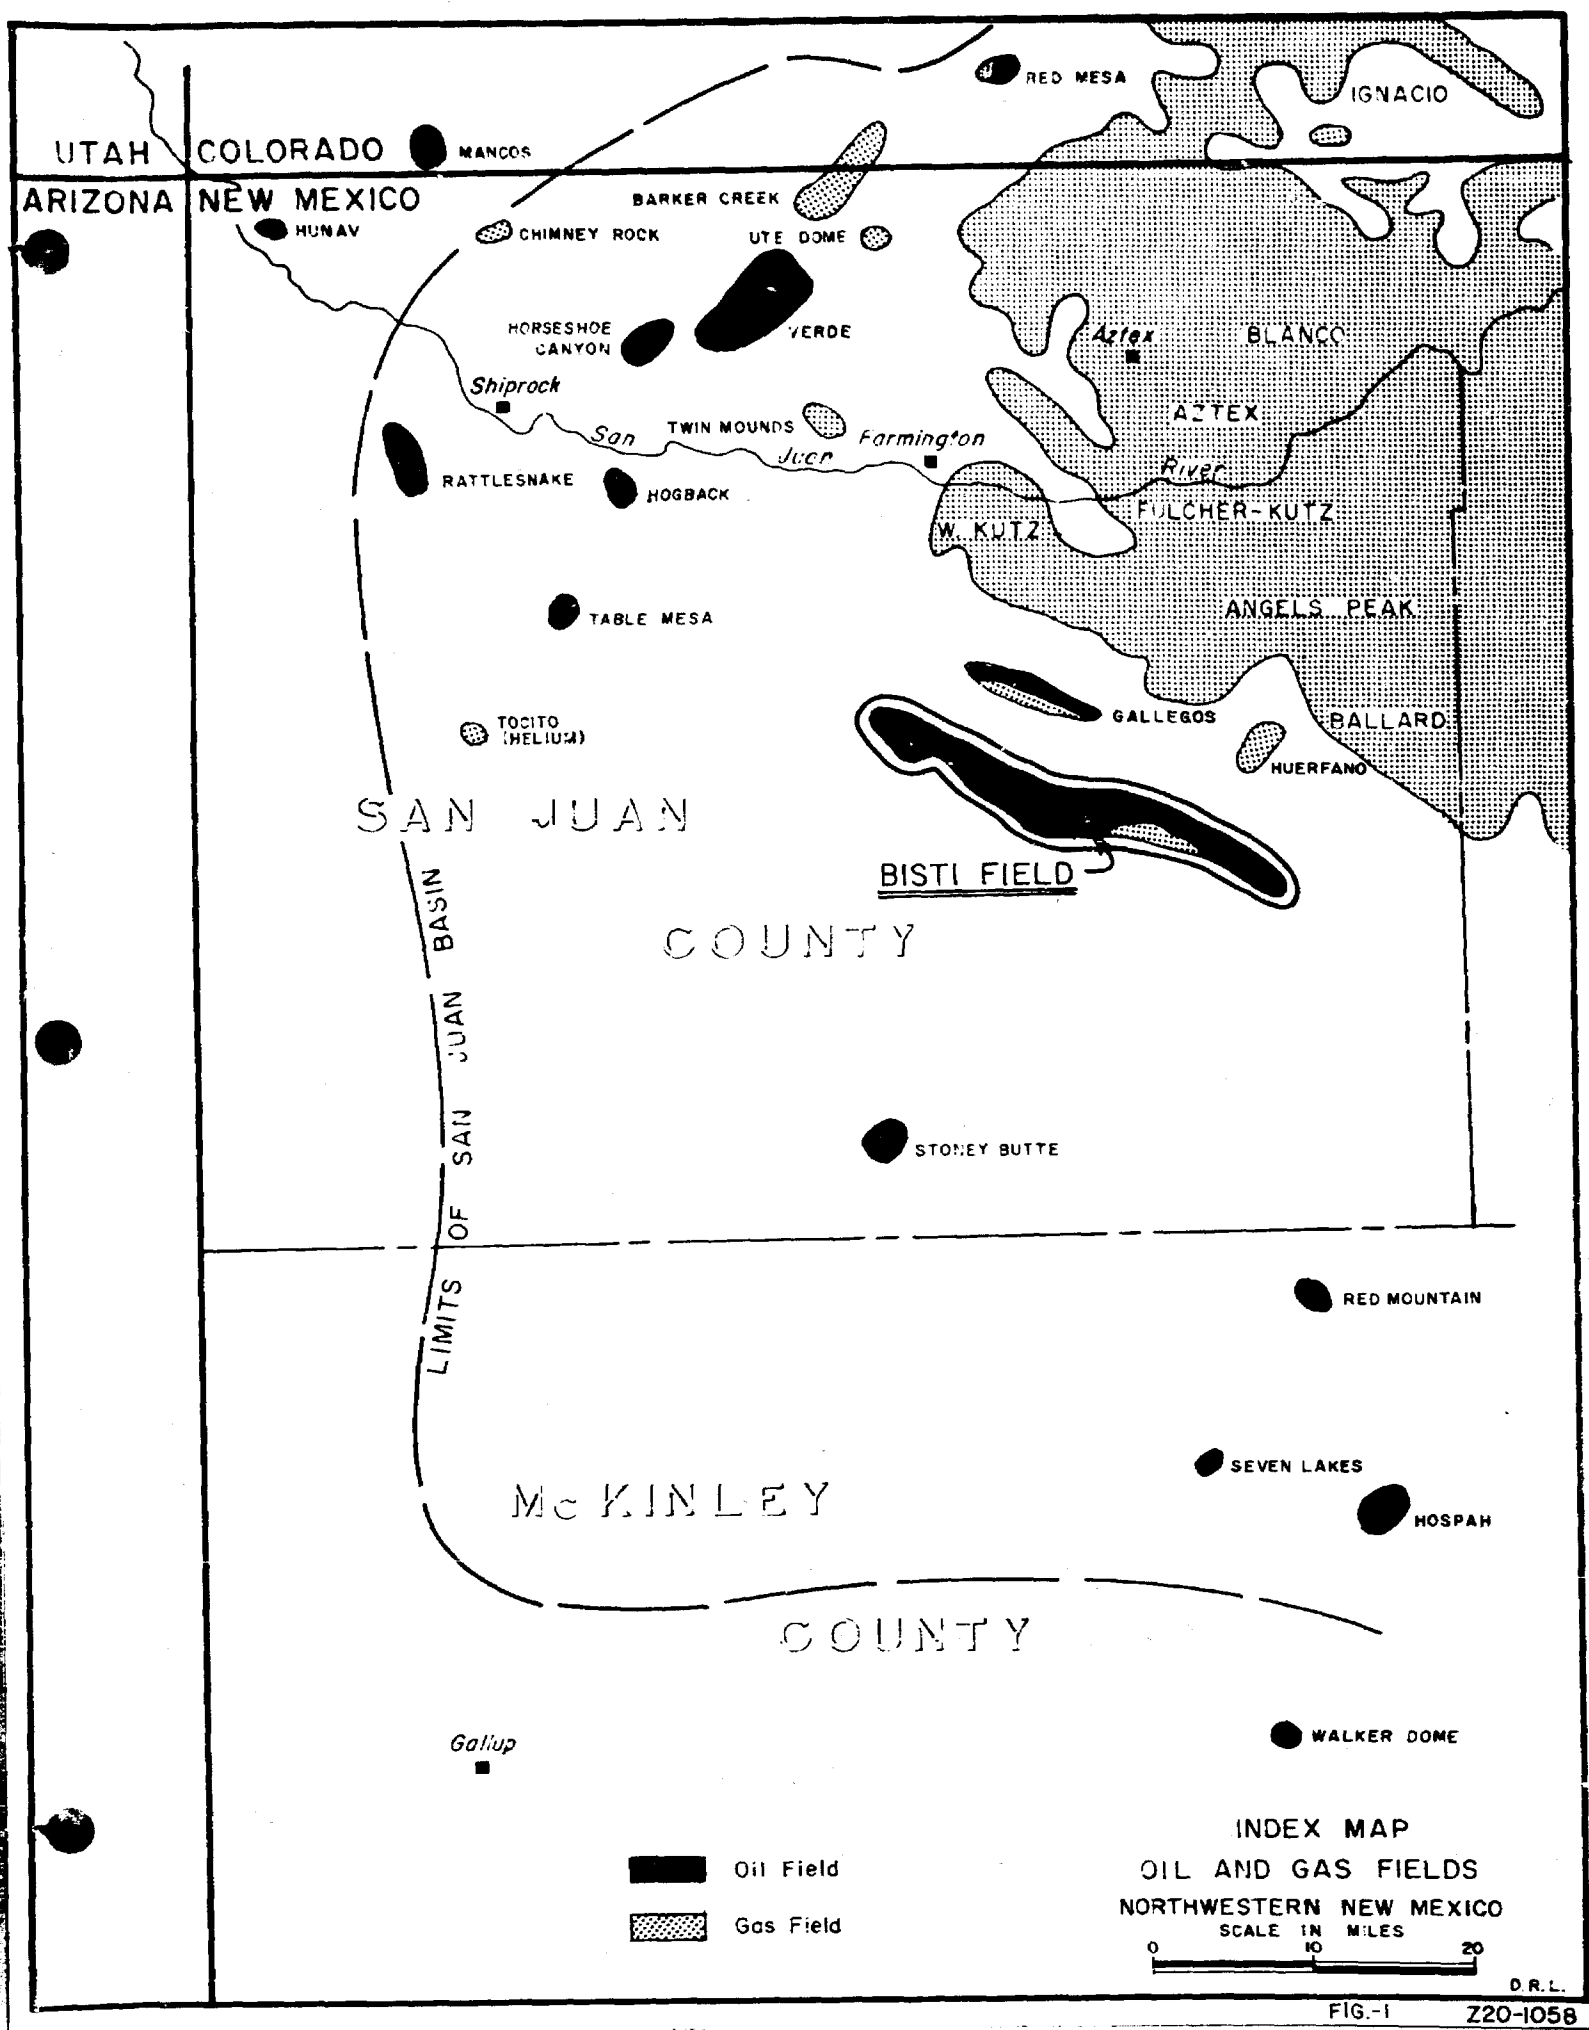 RED MESA
IGNACIO
UTAH
COLORADO
MANCOS
ARIZONA
NEW MEXICO
BARKER CREEK
HUNAV
CHIMNEY ROCK
UTE DOME
HORSESHOE
CANYON
VERDE
Aztex
BLANCO
Shiprock
AZTEX
TWIN MOUNDS
San
Juan
River
Farmington
RATTLESNAKE
HOGBACK
FULCHER-KUTZ
W. KUTZ
TABLE MESA
ANGELS PEAK
GALLEGOS
BALLARD
TOCITO
(HELIUM)
HUERFANO
SAN JUAN
BISTI FIELD
COUNTY
LIMITS OF SAN JUAN BASIN
STONEY BUTTE
RED MOUNTAIN
SEVEN LAKES
McKINLEY
HOSPAH
COUNTY
Gallup
WALKER DOME
Oil Field
Gas Field
INDEX MAP
OIL AND GAS FIELDS
NORTHWESTERN NEW MEXICO
SCALE IN MILES
0 10 20
D.R.L.
FIG.-1
Z20-1058